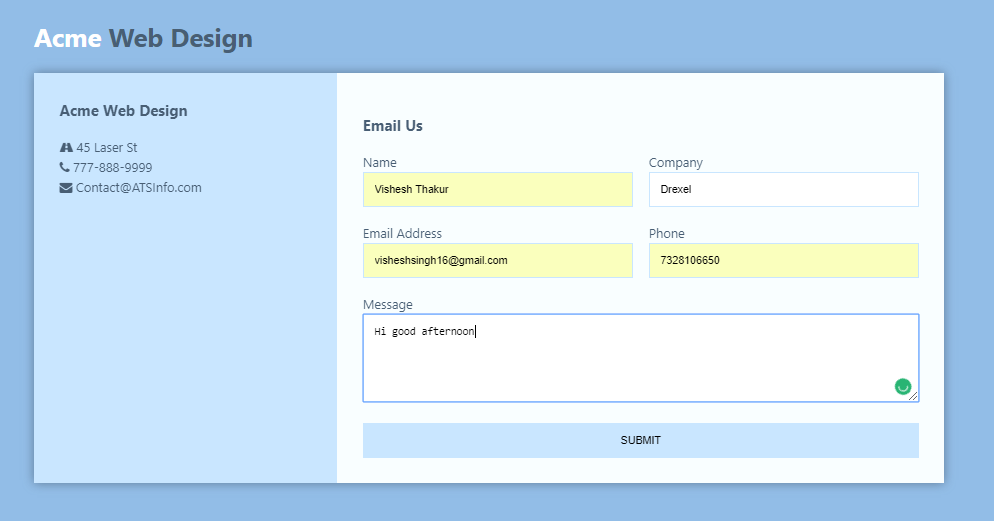 Acme Web Design
Acme Web Design
45 Laser St
777-888-9999
Contact@ATSInfo.com
Email Us
Name
Company
Vishesh Thakur
Drexel
Email Address
Phone
visheshsingh16@gmail.com
7328106650
Message
Hi good afternoon
SUBMIT